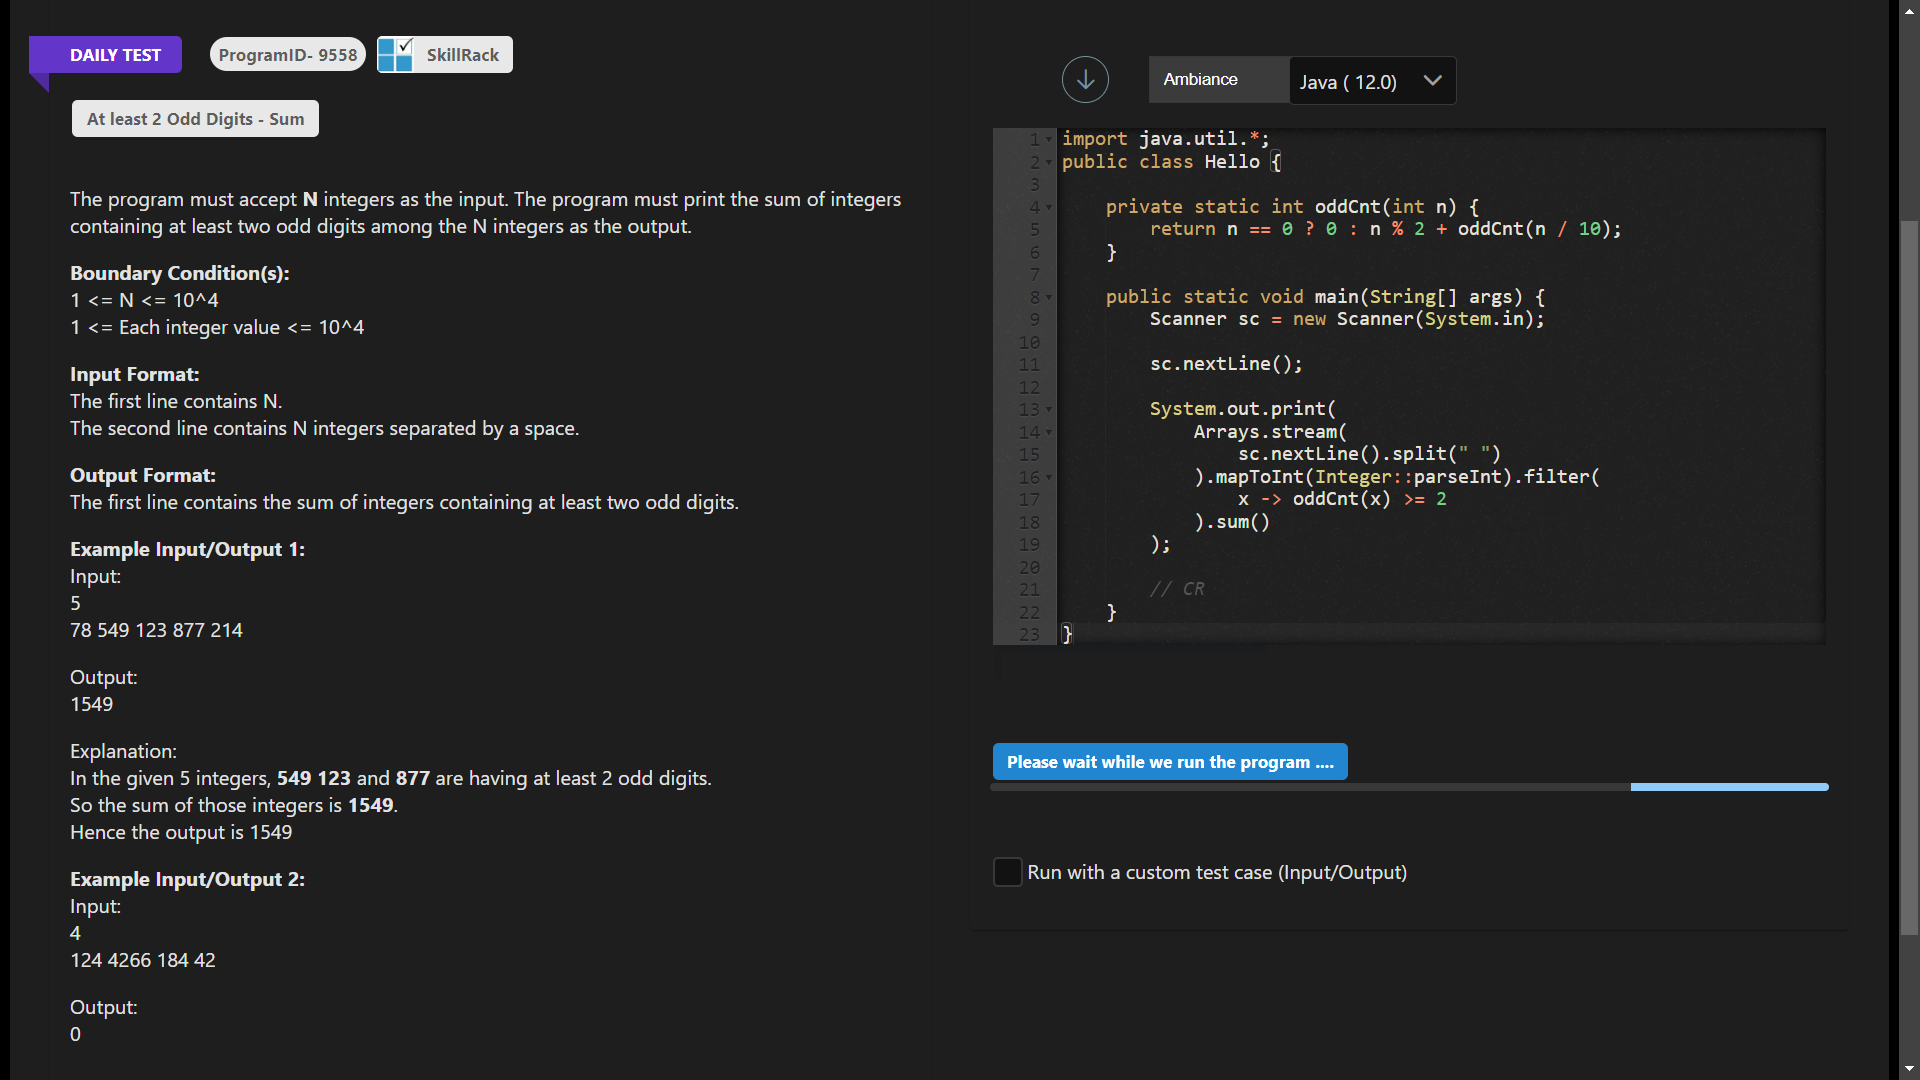 DAILY TEST
ProgramID- 9558
SkillRack
At least 2 Odd Digits - Sum
The program must accept N integers as the input. The program must print the sum of integers
containing at least two odd digits among the N integers as the output.
Boundary Condition(s):
1 <= N <= 10^4
1 <= Each integer value <= 10^4
Input Format:
The first line contains N.
The second line contains N integers separated by a space.
Output Format:
The first line contains the sum of integers containing at least two odd digits.
Example Input/Output 1:
Input:
5
78 549 123 877 214
Output:
1549
Explanation:
In the given 5 integers, 549 123 and 877 are having at least 2 odd digits.
So the sum of those integers is 1549.
Hence the output is 1549
Example Input/Output 2:
Input:
4
124 4266 184 42
Output:
0
Ambiance
Java ( 12.0)
1 import java.util.*;
2 public class Hello {
3
4     private static int oddCnt(int n) {
5         return n == 0 ? 0 : n % 2 + oddCnt(n / 10);
6     }
7
8     public static void main(String[] args) {
9         Scanner sc = new Scanner(System.in);
10
11         sc.nextLine();
12
13         System.out.print(
14             Arrays.stream(
15                 sc.nextLine().split(" ")
16             ).mapToInt(Integer::parseInt).filter(
17                 x -> oddCnt(x) >= 2
18             ).sum()
19         );
20
21         // CR
22     }
23 }
Please wait while we run the program ....
Run with a custom test case (Input/Output)